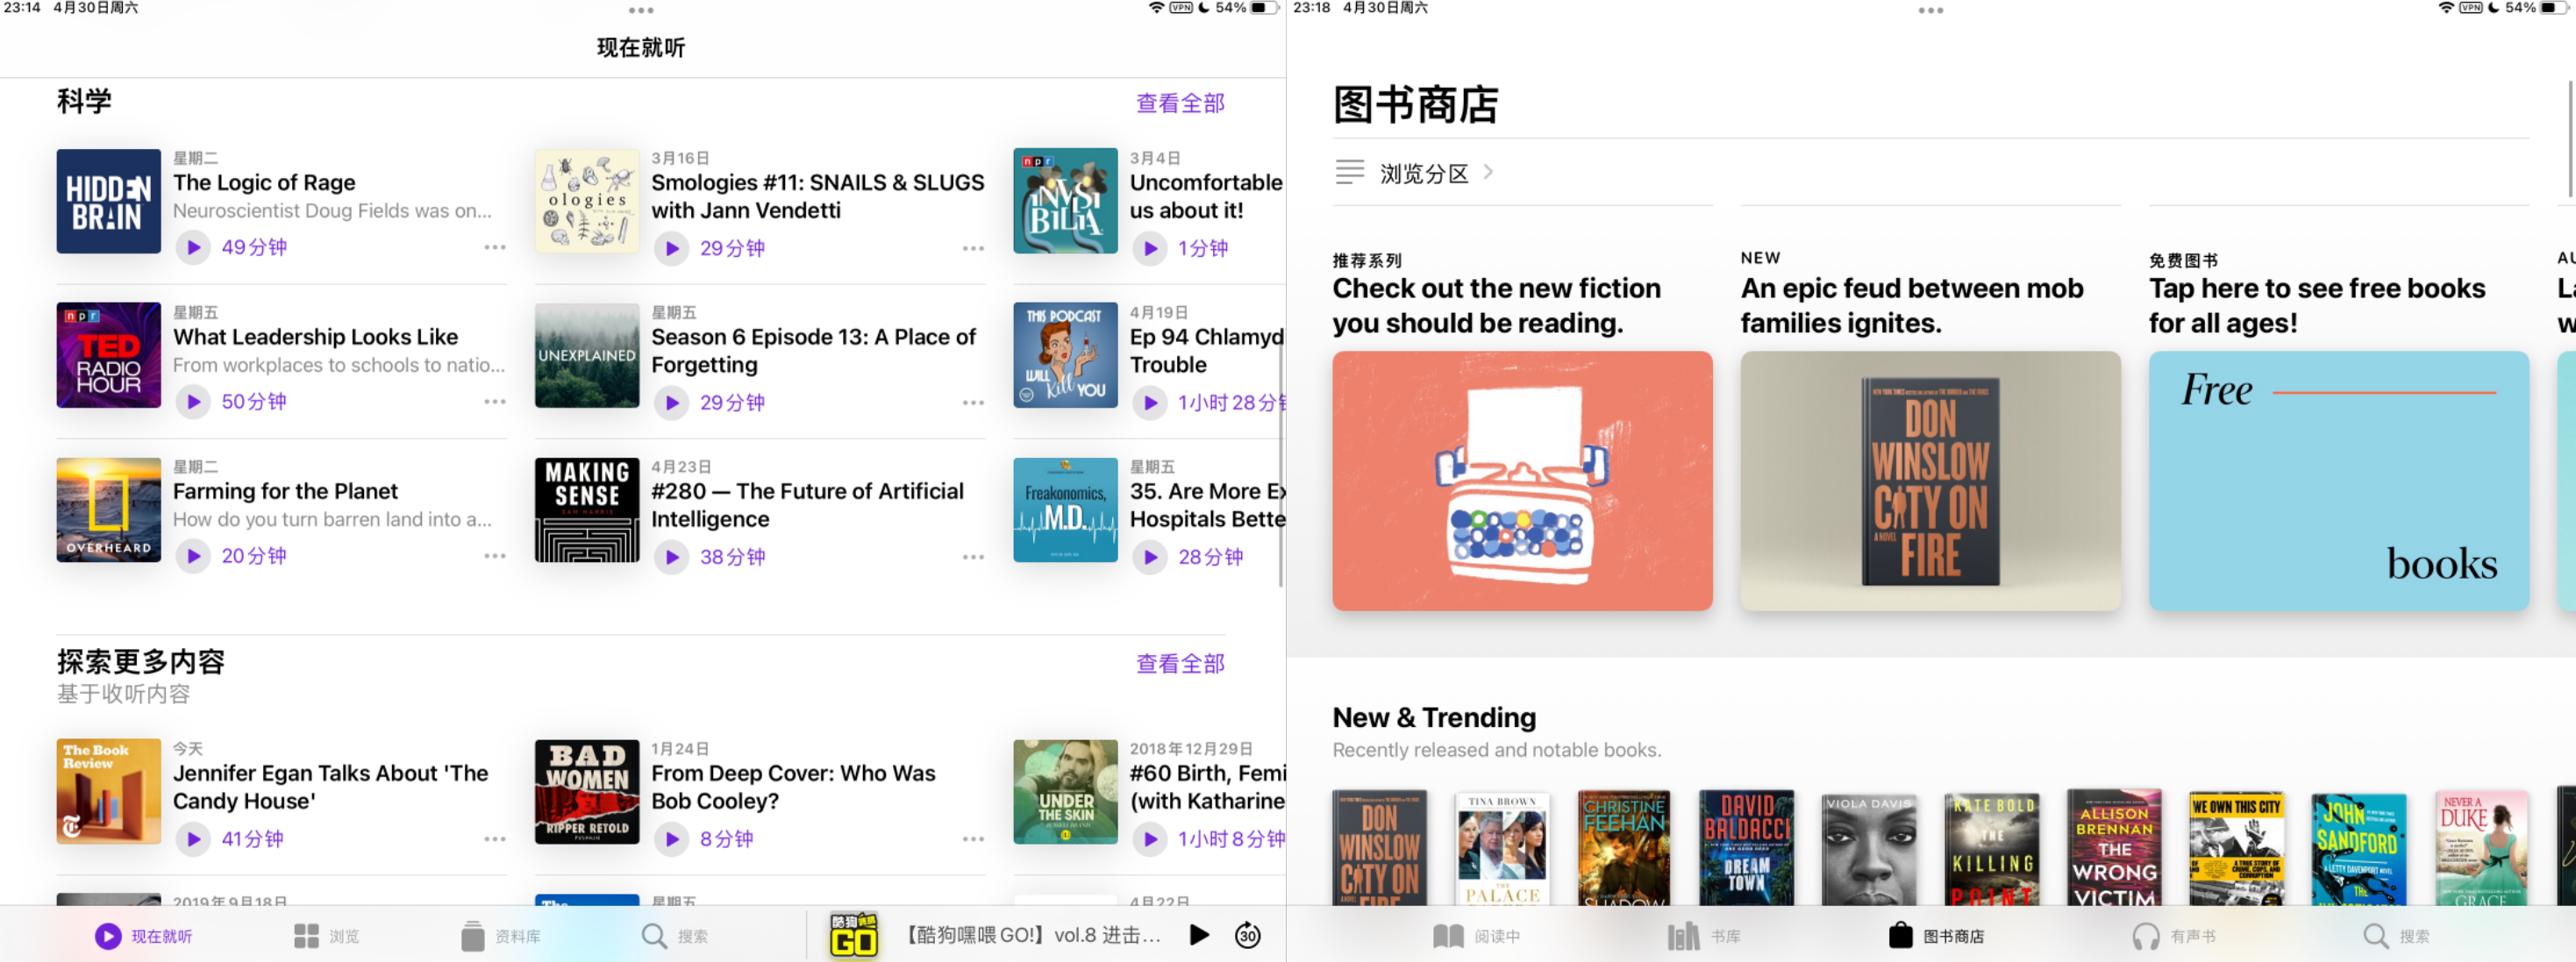 23:14 4月30日周六
VPN 54%
现在就听
科学
查看全部
HIDDEN
BRAIN
星期二
The Logic of Rage
Neuroscientist Doug Fields was on...
49分钟
ologies
3月16日
Smologies #11: SNAILS & SLUGS
with Jann Vendetti
29分钟
npr
INVISIBILIA
3月4日
Uncomfortable
us about it!
1分钟
npr
TED
RADIO
HOUR
星期五
What Leadership Looks Like
From workplaces to schools to natio...
50分钟
UNEXPLAINED
星期五
Season 6 Episode 13: A Place of
Forgetting
29分钟
THIS PODCAST
WILL
Kill YOU
4月19日
Ep 94 Chlamyd
Trouble
1小时28分钟
OVERHEARD
星期二
Farming for the Planet
How do you turn barren land into a...
20分钟
MAKING
SENSE
SAM HARRIS
4月23日
#280 — The Future of Artificial
Intelligence
38分钟
Freakonomics,
M.D.
星期五
35. Are More Ex
Hospitals Bette
28分钟
探索更多内容
查看全部
基于收听内容
The Book
Review
今天
Jennifer Egan Talks About 'The
Candy House'
41分钟
BAD
WOMEN
RIPPER RETOLD
PUSHKIN
1月24日
From Deep Cover: Who Was
Bob Cooley?
8分钟
UNDER
THE SKIN
2018年12月29日
#60 Birth, Femi
(with Katharine
1小时8分钟
2019年9月18日
The
星期五
4月22日
现在就听
浏览
资料库
搜索
酷狗嘿喂
GO
【酷狗嘿喂GO!】vol.8 进击...
30
23:18 4月30日周六
VPN 54%
图书商店
浏览分区
推荐系列
Check out the new fiction
you should be reading.
NEW
An epic feud between mob
families ignites.
DON
WINSLOW
CITY ON
A NOVEL
FIRE
免费图书
Tap here to see free books
for all ages!
Free
books
AU
La
w
New & Trending
Recently released and notable books.
DON
WINSLOW
CITY ON
FIRE
TINA BROWN
THE
PALACE
CHRISTINE
FEEHAN
SHADOW
DAVID
BALDACCI
DREAM
TOWN
VIOLA DAVIS
KATE BOLD
THE
KILLING
POINT
ALLISON
BRENNAN
THE
WRONG
VICTIM
WE OWN THIS CITY
A TRUE STORY OF
CRIME, COPS, AND
CORRUPTION
JOHN
SANDFORD
A LETTY DAVENPORT NOVEL
The
NEVER A
DUKE
GRACE
阅读中
书库
图书商店
有声书
搜索